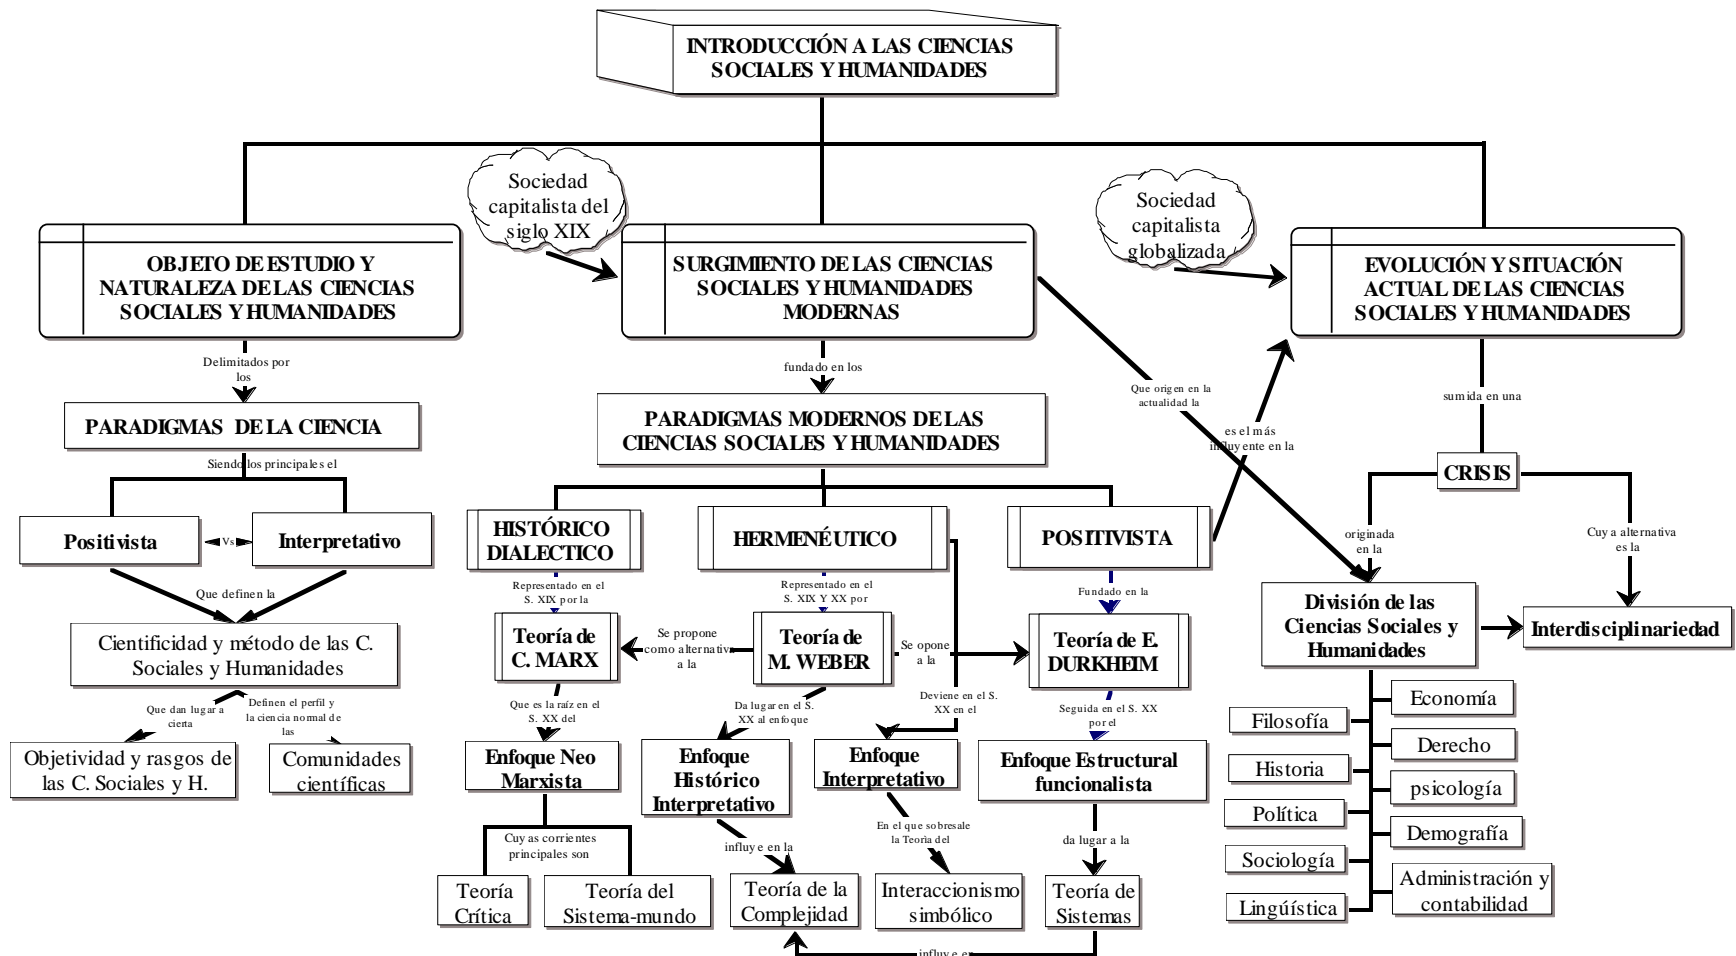 INTRODUCCIÓN A LAS CIENCIAS
SOCIALES Y HUMANIDADES
Sociedad
capitalista del
siglo XIX
Sociedad
capitalista
globalizada
OBJETO DE ESTUDIO Y
NATURALEZA DE LAS CIENCIAS
SOCIALES Y HUMANIDADES
SURGIMIENTO DE LAS CIENCIAS
SOCIALES Y HUMANIDADES
MODERNAS
EVOLUCIÓN Y SITUACIÓN
ACTUAL DE LAS CIENCIAS
SOCIALES Y HUMANIDADES
Delimitados por
los
fundado en los
Que origen en la
actualidad la
sumida en una
PARADIGMAS DE LA CIENCIA
PARADIGMAS MODERNOS DE LAS
CIENCIAS SOCIALES Y HUMANIDADES
es el más
influyente en la
Siendo los principales el
CRISIS
Positivista
Vs
Interpretativo
HISTÓRICO
DIALECTICO
HERMENÉUTICO
POSITIVISTA
originada
en la
Cuya alternativa
es la
Que definen la
Representado en el
S. XIX por la
Representado en el
S. XIX Y XX por
Fundado en la
División de las
Ciencias Sociales y
Humanidades
Interdisciplinariedad
Cientificidad y método de las C.
Sociales y Humanidades
Teoría de
C. MARX
Se propone
como alternativa
a la
Teoría de
M. WEBER
Se opone
a la
Teoría de E.
DURKHEIM
Que dan lugar a
cierta
Definen el perfil y
la ciencia normal de
las
Que es la raíz en el
S. XX del
Da lugar en el S.
XX al enfoque
Deviene en el S.
XX en el
Seguida en el S. XX
por el
Objetividad y rasgos de
las C. Sociales y H.
Comunidades
científicas
Enfoque Neo
Marxista
Enfoque
Histórico
Interpretativo
Enfoque
Interpretativo
Enfoque Estructural
funcionalista
Economía
Filosofía
Derecho
Historia
psicología
Política
Demografía
Sociología
Administración y
contabilidad
Lingúística
Cuyas corrientes
principales son
influye en la
En el que sobresale
la Teoría del
da lugar a la
Teoría
Crítica
Teoría del
Sistema-mundo
Teoría de la
Complejidad
Interaccionismo
simbólico
Teoría de
Sistemas
influye en